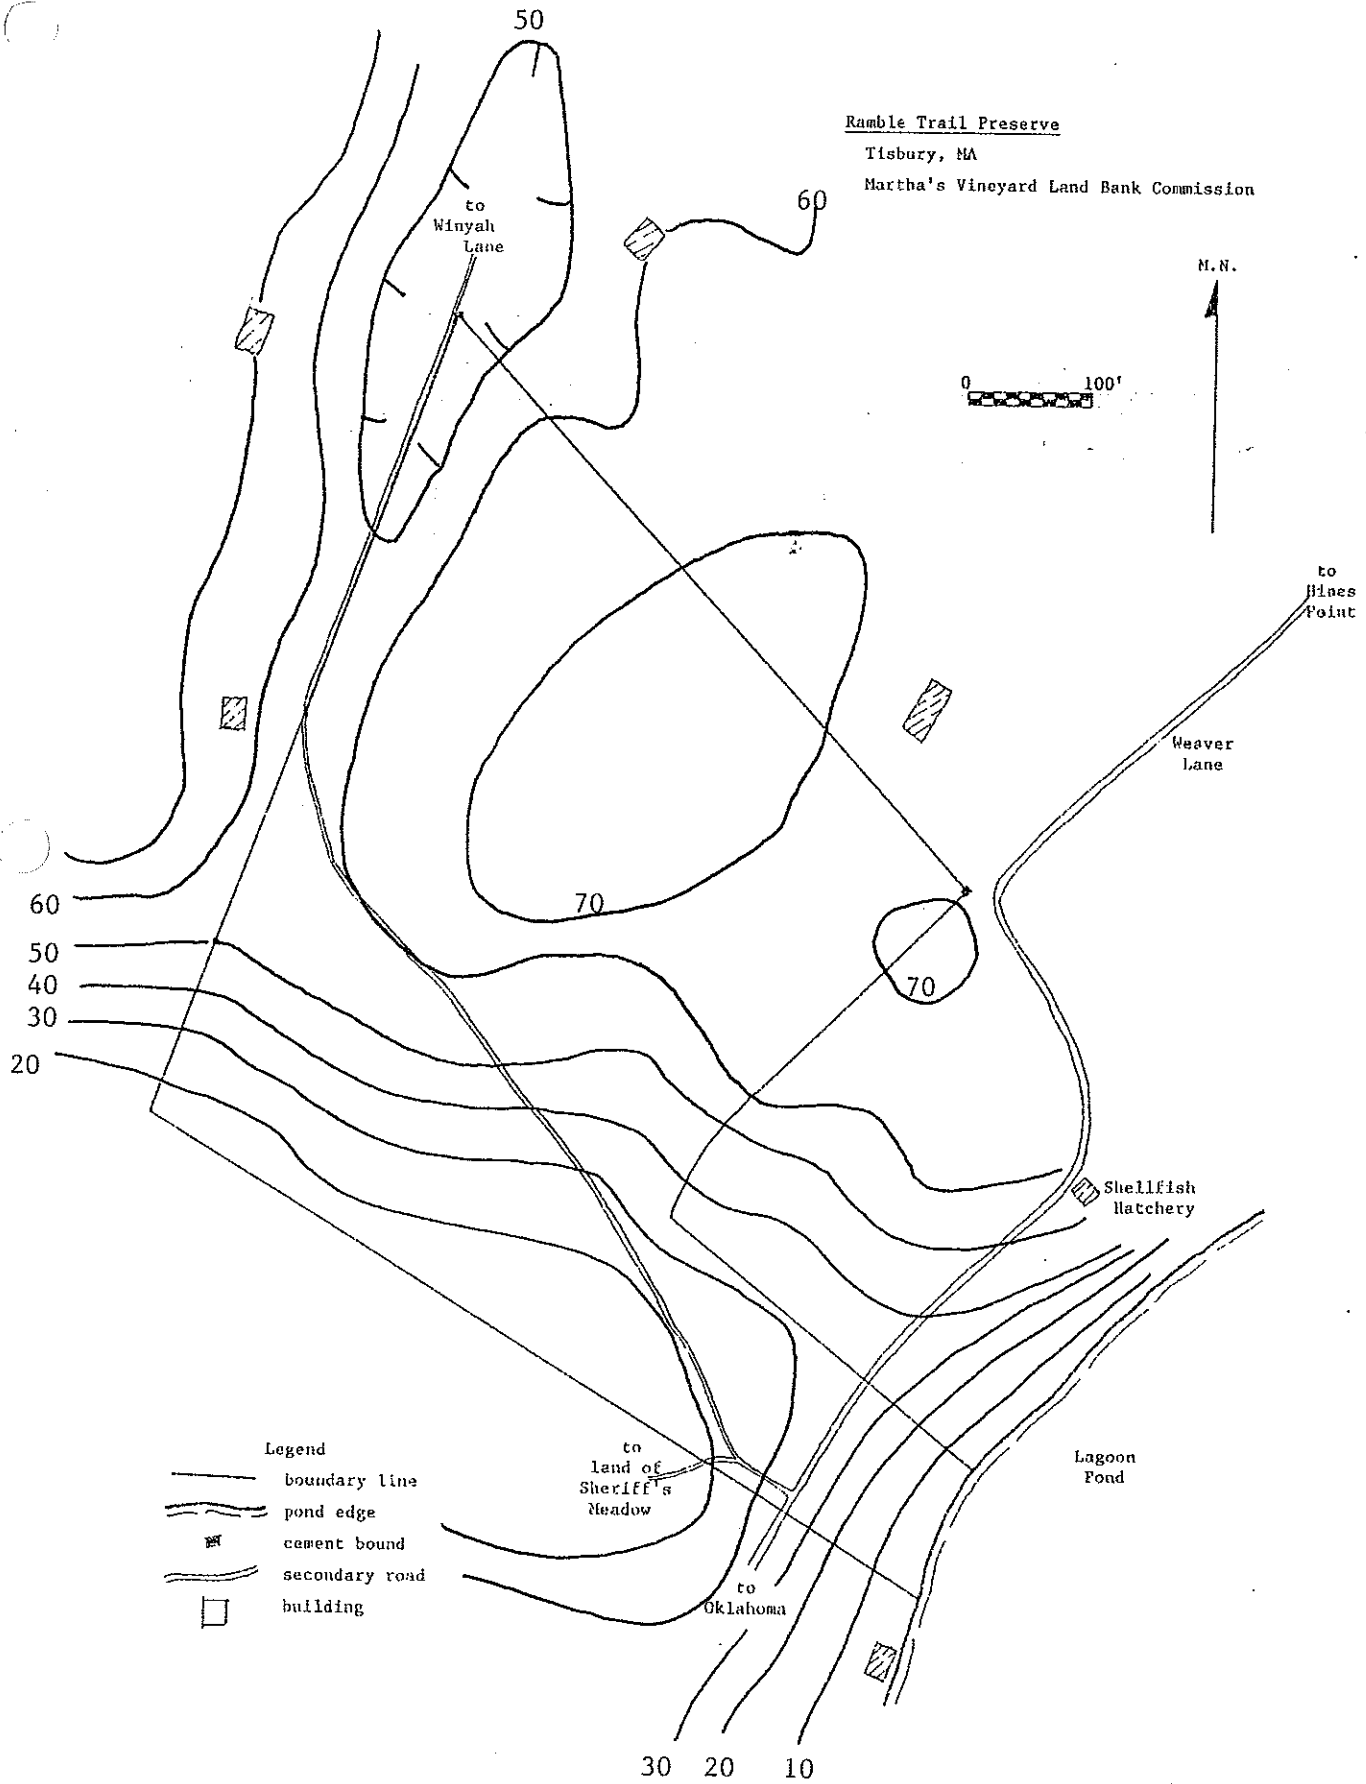 50
Ramble Trail Preserve
Tisbury, MA
Martha's Vineyard Land Bank Commission
60
to
Winyah
Lane
M.N.
0 100'
to
Hines
Point
Weaver
Lane
70
60
50
40
30
20
70
Shellfish
Hatchery
Lagoon
Pond
Legend
boundary line
pond edge
cement bound
secondary road
building
to
land of
Sheriff's
Meadow
to
Oklahoma
30 20 10